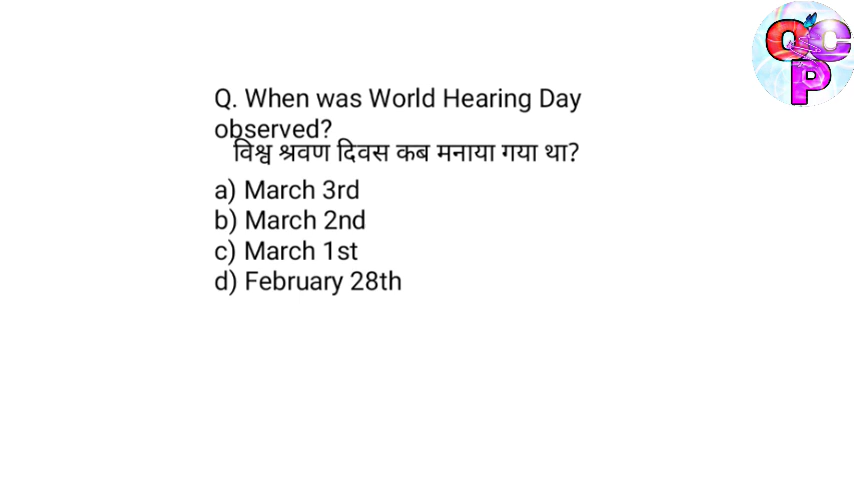 Q. When was World Hearing Day
observed?
विश्व श्रवण दिवस कब मनाया गया था?
a) March 3rd
b) March 2nd
c) March 1st
d) February 28th
QCP